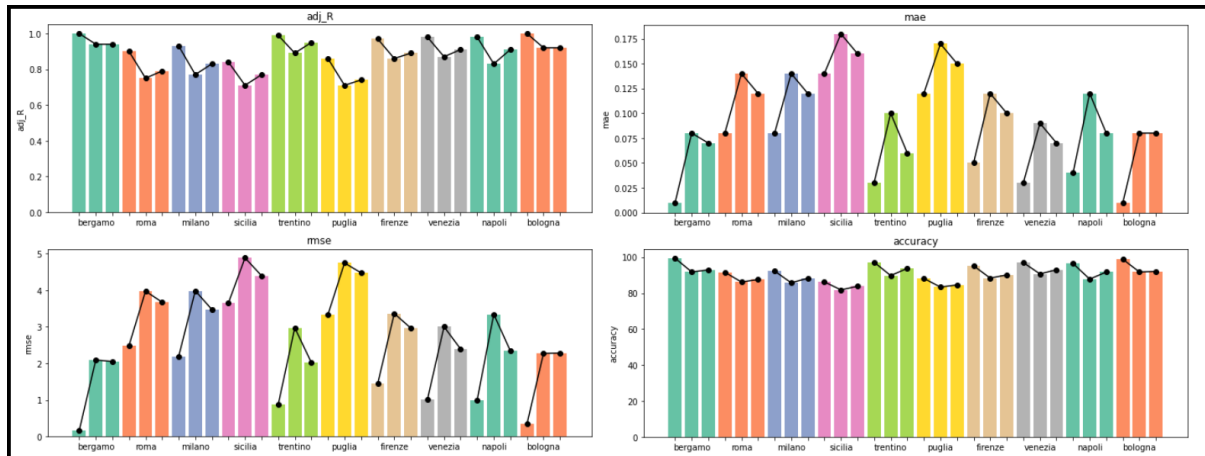 adj_R
adj_R
1.0
0.8
0.6
0.4
0.2
0.0
bergamo roma milano sicilia trentino puglia firenze venezia napoli bologna
mae
mae
0.175
0.150
0.125
0.100
0.075
0.050
0.025
0.000
bergamo roma milano sicilia trentino puglia firenze venezia napoli bologna
rmse
rmse
5
4
3
2
1
0
bergamo roma milano sicilia trentino puglia firenze venezia napoli bologna
accuracy
accuracy
100
80
60
40
20
0
bergamo roma milano sicilia trentino puglia firenze venezia napoli bologna